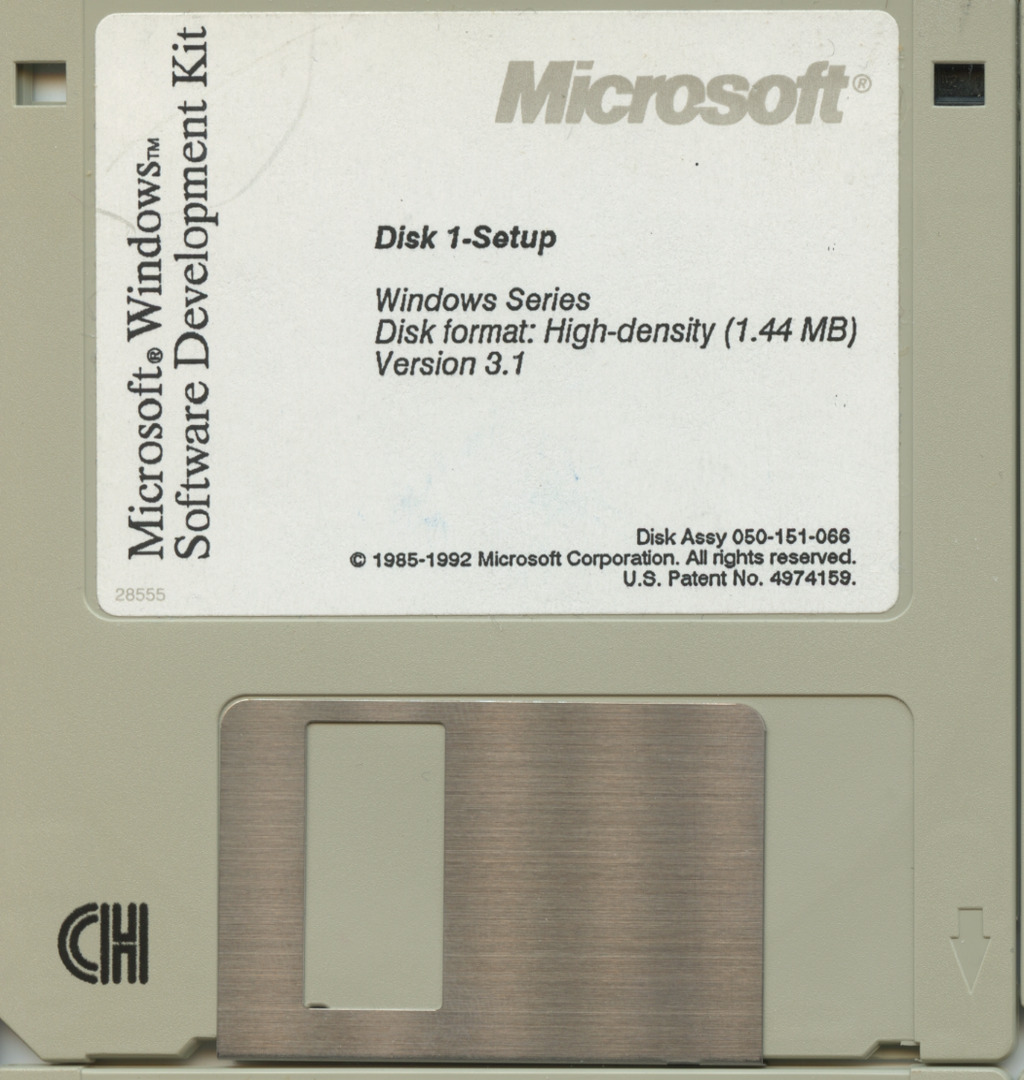 Microsoft® Windows™
Software Development Kit
Microsoft®
Disk 1-Setup
Windows Series
Disk format: High-density (1.44 MB)
Version 3.1
Disk Assy 050-151-066
© 1985-1992 Microsoft Corporation. All rights reserved.
U.S. Patent No. 4974159.
28555
CH